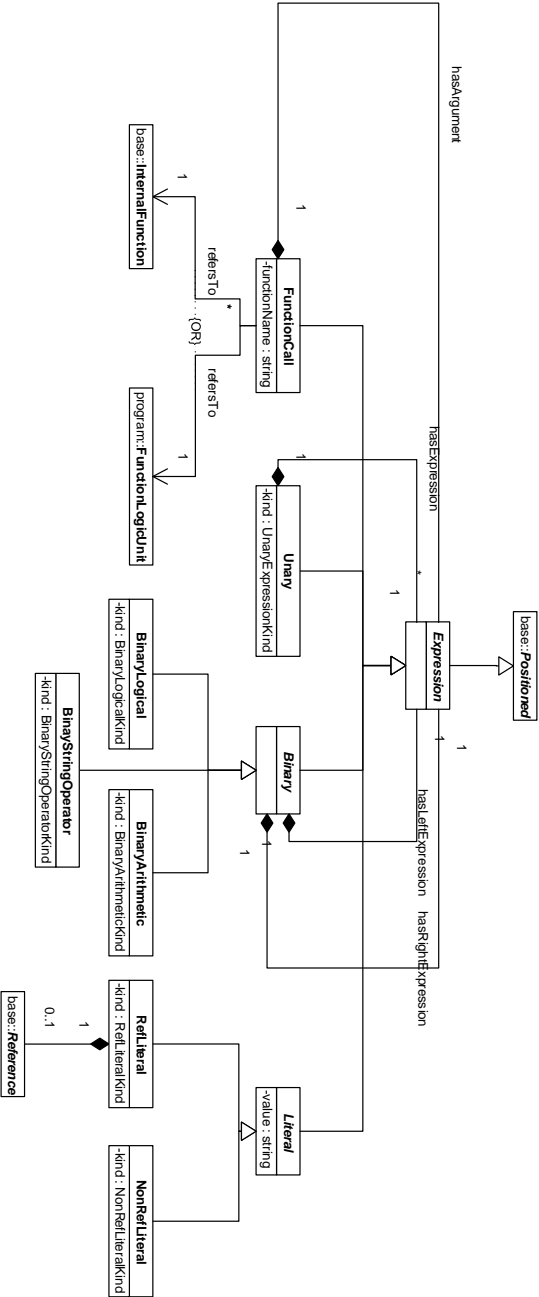 base::Positioned
Expression
hasArgument
hasExpression
hasLeftExpression
hasRightExpression
1
*
1
1
1
FunctionCall
-functionName : string
1
Unary
-kind : UnaryExpressionKind
1
Binary
1
1
Literal
-value : string
refersTo
*
{OR}
refersTo
1
1
base::InternalFunction
program::FunctionLogicUnit
BinaryLogical
-kind : BinaryLogicalKind
BinaryArithmetic
-kind : BinaryArithmeticKind
RefLiteral
-kind : RefLiteralKind
NonRefLiteral
-kind : NonRefLiteralKind
BinayStringOperator
-kind : BinaryStringOperatorKind
1
0..1
base::Reference